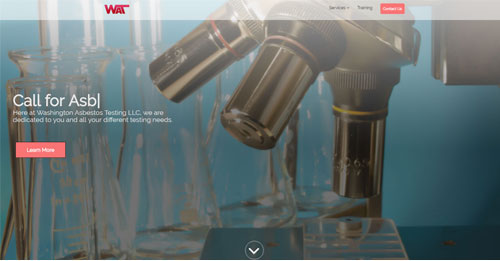 WAT
Services
Training
Contact Us
Call for Asb|
Here at Washington Asbestos Testing LLC, we are
dedicated to you and all your different testing needs.
Learn More